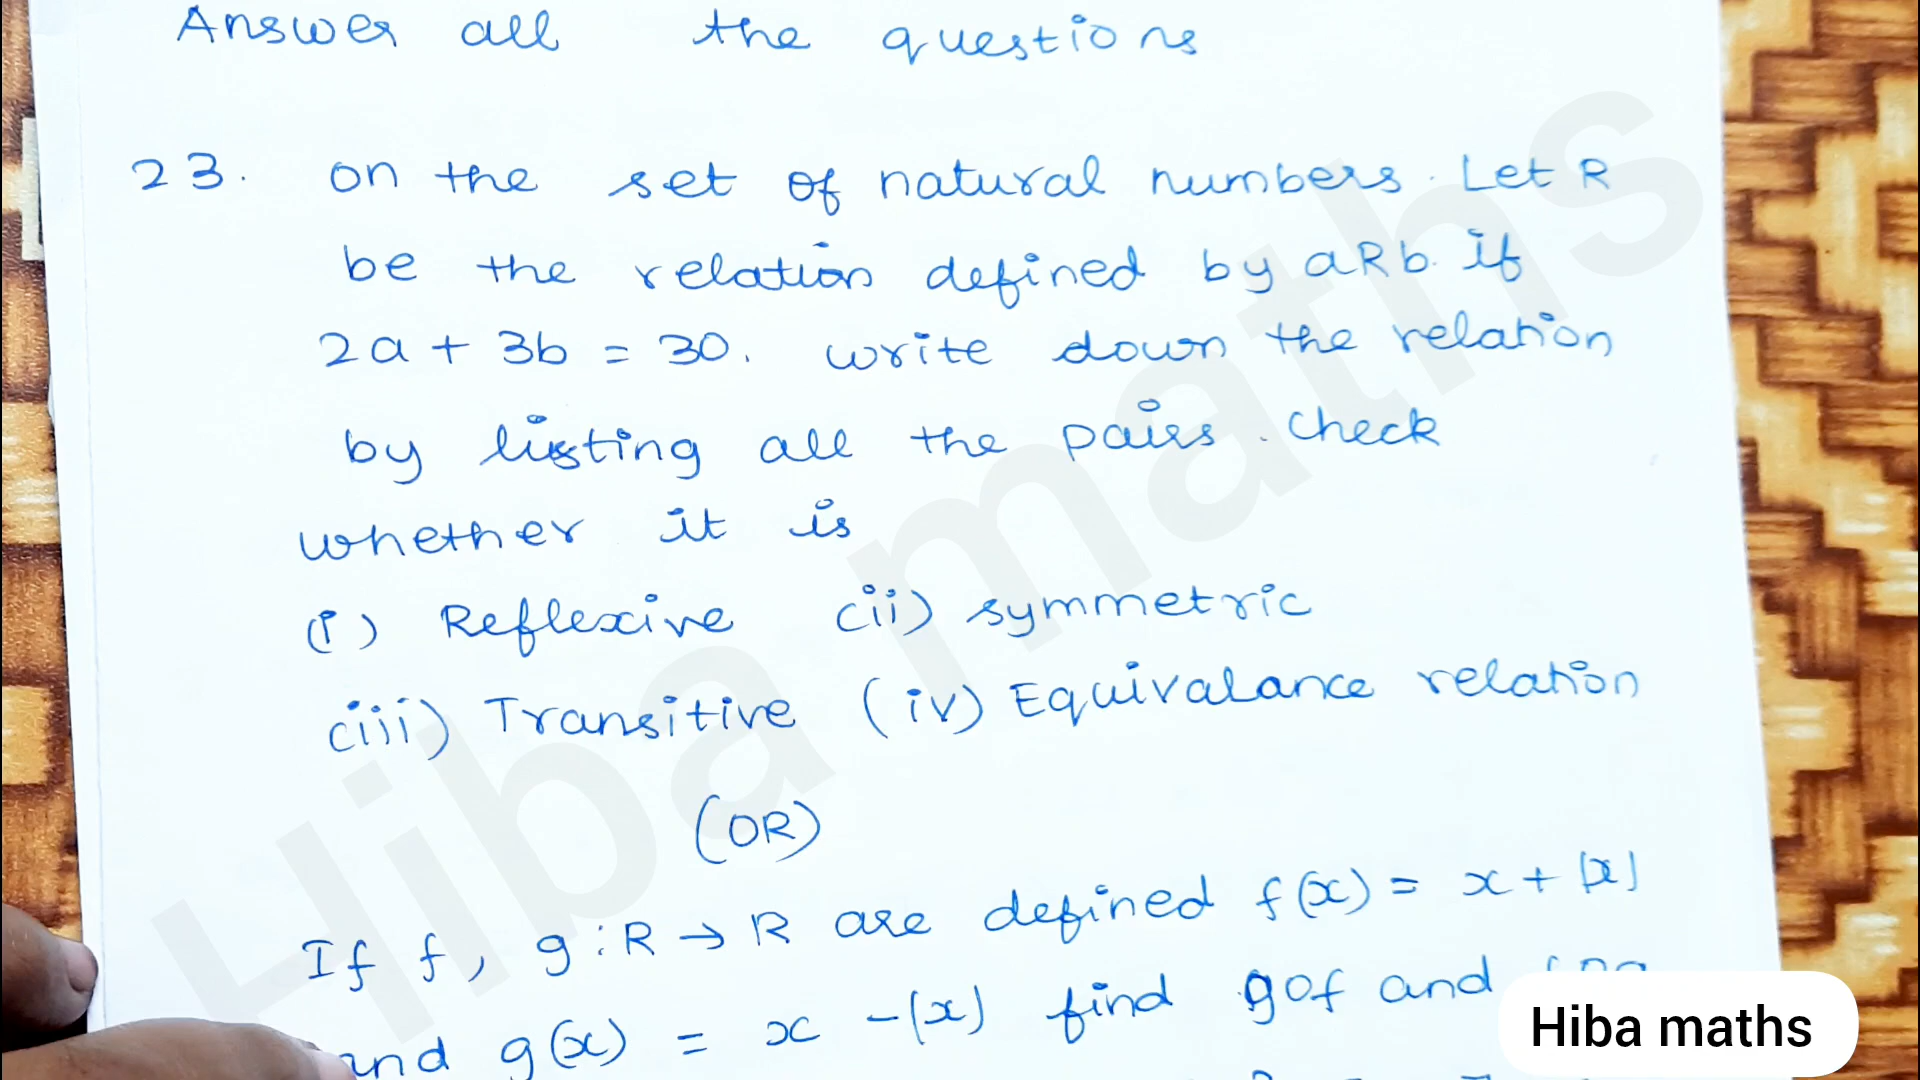 Answer all the questions
23. On the set of natural numbers. Let R
be the relation defined by aRb. if
2a + 3b = 30. write down the relation
by listing all the pairs. Check
whether it is
(i) Reflexive (ii) symmetric
(iii) Transitive (iv) Equivalance relation
(OR)
If f, g : R → R are defined f(x) = x + |x|
and g(x) = x - |x| find gof and
Hiba maths
Hiba maths